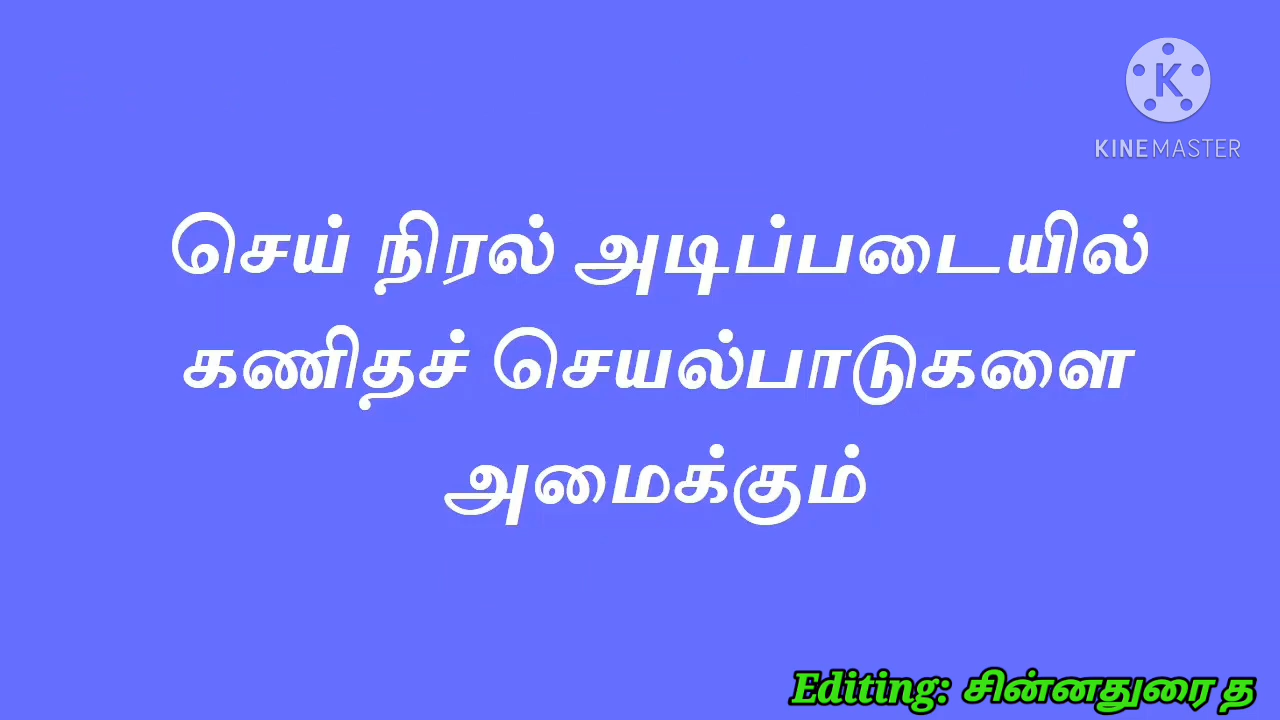 KINEMASTER
செய் நிரல் அடிப்படையில்
கணிதச் செயல்பாடுகளை
அமைக்கும்
Editing: சின்னதுரை த